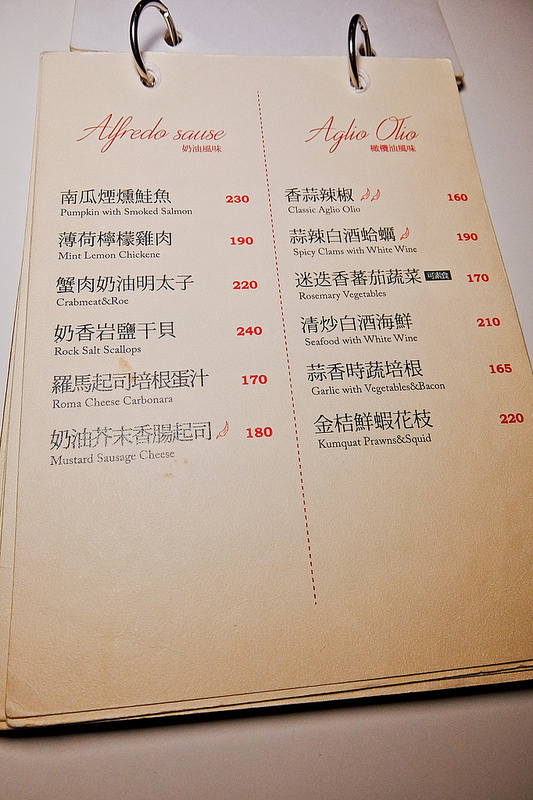 Alfredo sause
奶油風味
南瓜煙燻鮭魚 230
Pumpkin with Smoked Salmon
薄荷檸檬雞肉 190
Mint Lemon Chickene
蟹肉奶油明太子 220
Crabmeat&Roe
奶香岩鹽干貝 240
Rock Salt Scallops
羅馬起司培根蛋汁 170
Roma Cheese Carbonara
奶油芥末香腸起司 180
Mustard Sausage Cheese
Aglio Olio
橄欖油風味
香蒜辣椒 160
Classic Aglio Olio
蒜辣白酒蛤蠣 190
Spicy Clams with White Wine
迷迭香蕃茄蔬菜 可素食 170
Rosemary Vegetables
清炒白酒海鮮 210
Seafood with White Wine
蒜香時蔬培根 165
Garlic with Vegetables&Bacon
金桔鮮蝦花枝 220
Kumquat Prawns&Squid